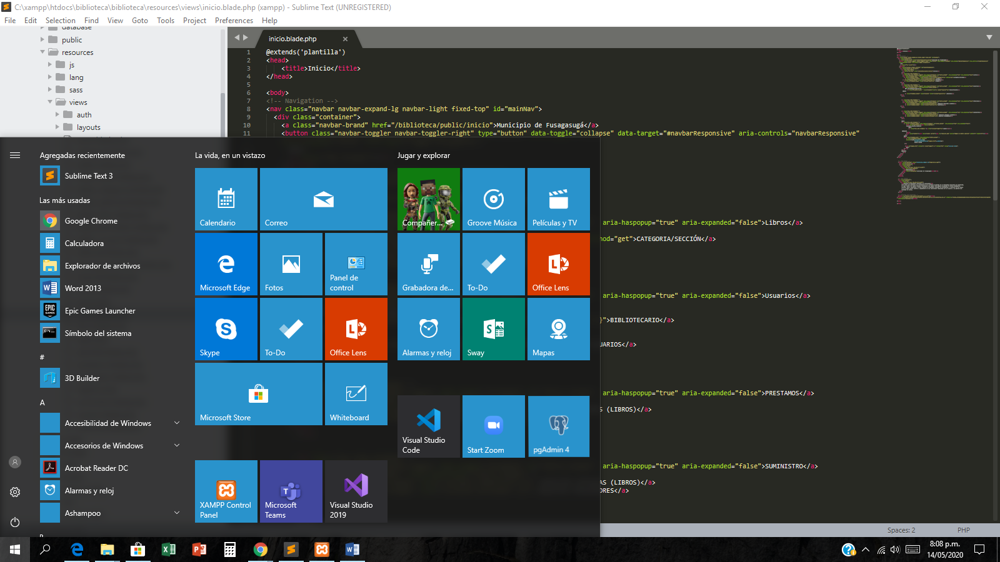 C:\xampp\htdocs\biblioteca\biblioteca\resources\views\inicio.blade.php (xampp) - Sublime Text (UNREGISTERED)
File Edit Selection Find View Goto Tools Project Preferences Help
database
public
resources
js
lang
sass
views
auth
layouts
inicio.blade.php
1 @extends('plantilla')
2 <head>
3 <title>Inicio</title>
4 </head>
5
6 <body>
7 <!-- Navigation -->
8 <nav class="navbar navbar-expand-lg navbar-light fixed-top" id="mainNav">
9 <div class="container">
10 <a class="navbar-brand" href="/biblioteca/public/inicio">Municipio de Fusagasugá</a>
11 <button class="navbar-toggler navbar-toggler-right" type="button" data-toggle="collapse" data-target="#navbarResponsive" aria-controls="navbarResponsive"
aria-haspopup="true" aria-expanded="false">Libros</a>
hod="get">CATEGORIA/SECCIÓN</a>
aria-haspopup="true" aria-expanded="false">Usuarios</a>
}">BIBLIOTECARIO</a>
UARIOS</a>
aria-haspopup="true" aria-expanded="false">PRESTAMOS</a>
S (LIBROS)</a>
aria-haspopup="true" aria-expanded="false">SUMINISTRO</a>
AS (LIBROS)</a>
ORES</a>
Agregadas recientemente
Sublime Text 3
Las más usadas
Google Chrome
Calculadora
Explorador de archivos
Word 2013
Epic Games Launcher
Símbolo del sistema
#
3D Builder
A
Accesibilidad de Windows
Accesorios de Windows
Acrobat Reader DC
Alarmas y reloj
Ashampoo
La vida, en un vistazo
Calendario
Correo
Microsoft Edge
Fotos
Panel de
control
Skype
To-Do
Office Lens
Microsoft Store
Whiteboard
XAMPP Control
Panel
Microsoft
Teams
Visual Studio
2019
Jugar y explorar
Compañer...
Groove Música
Películas y TV
Grabadora de...
To-Do
Office Lens
Alarmas y reloj
Sway
Mapas
Visual Studio
Code
Start Zoom
pgAdmin 4
Spaces: 2
PHP
8:08 p.m.
14/05/2020